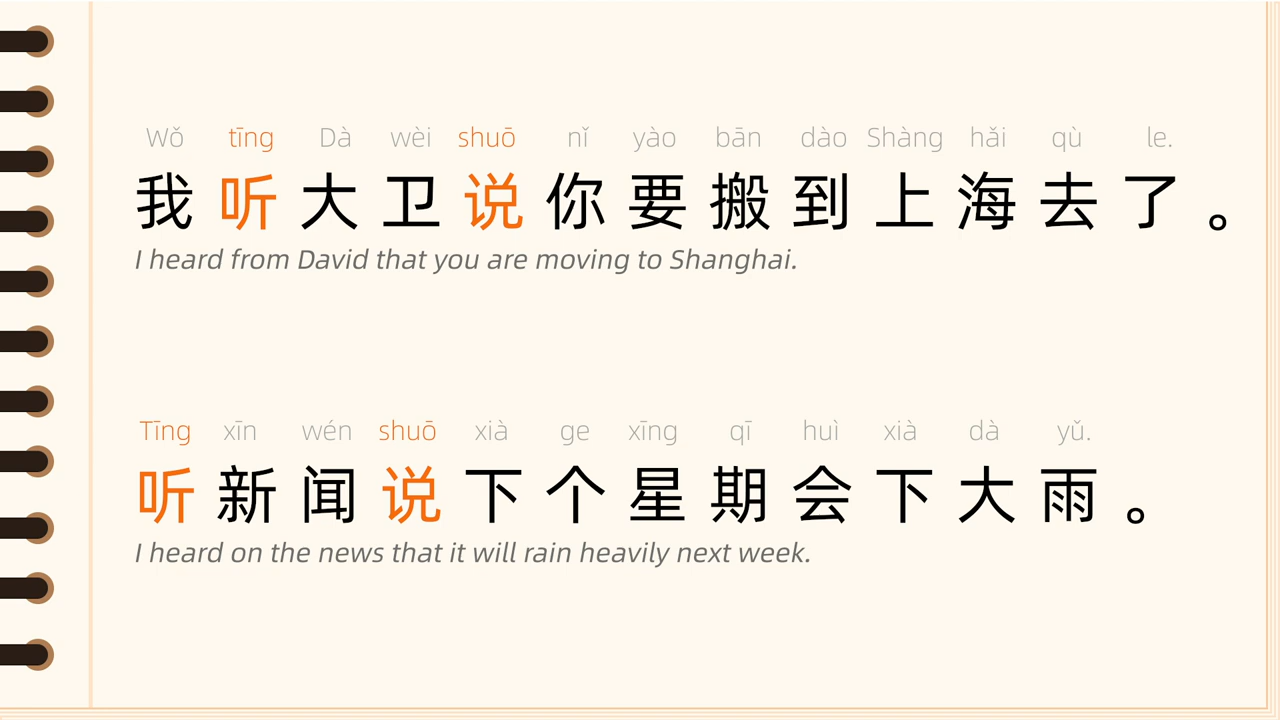 Wǒ tīng Dà wèi shuō nǐ yào bān dào Shàng hǎi qù le.
我听大卫说你要搬到上海去了。
I heard from David that you are moving to Shanghai.
Tīng xīn wén shuō xià ge xīng qī huì xià dà yǔ.
听新闻说下个星期会下大雨。
I heard on the news that it will rain heavily next week.